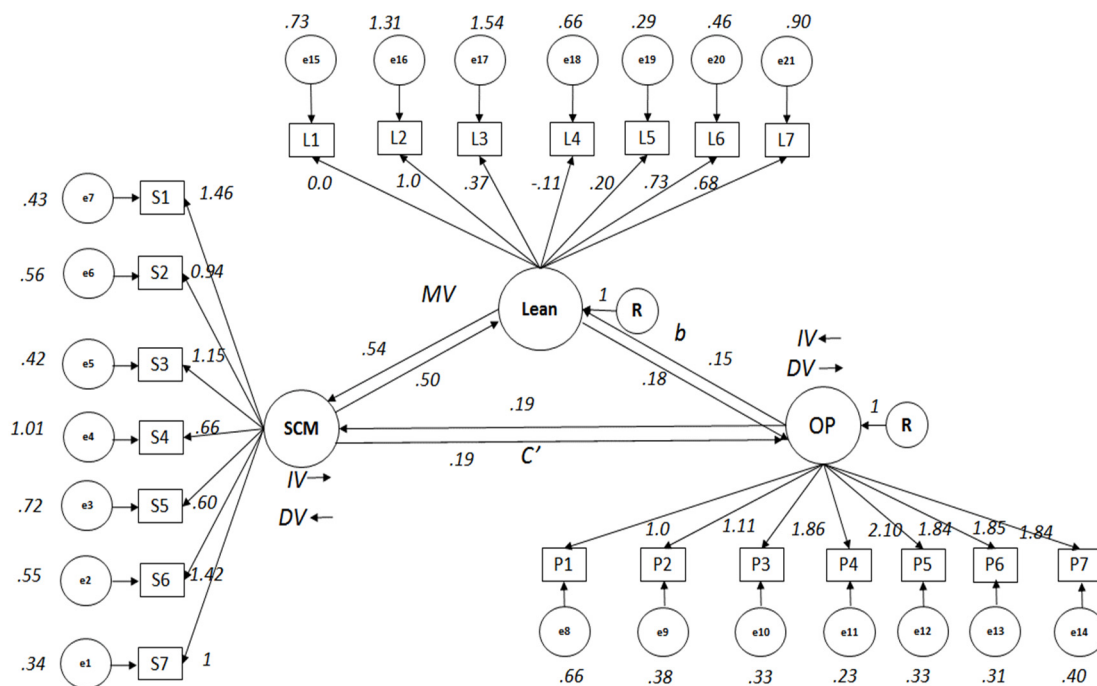 .73 1.31 1.54 .66 .29 .46 .90
e15 e16 e17 e18 e19 e20 e21
L1 L2 L3 L4 L5 L6 L7
0.0 1.0 .37 -.11 .20 .73 .68
.43 e7 S1 1.46
.56 e6 S2 0.94
.42 e5 S3 1.15
1.01 e4 S4 .66
.72 e3 S5 .60
.55 e2 S6 1.42
.34 e1 S7 1
MV Lean 1 R
b
.54 .50
.15 .18
.19
.19 C'
SCM
IV→
DV←
IV←
DV→
OP 1 R
1.0 1.11 1.86 2.10 1.84 1.85 1.84
P1 P2 P3 P4 P5 P6 P7
e8 e9 e10 e11 e12 e13 e14
.66 .38 .33 .23 .33 .31 .40